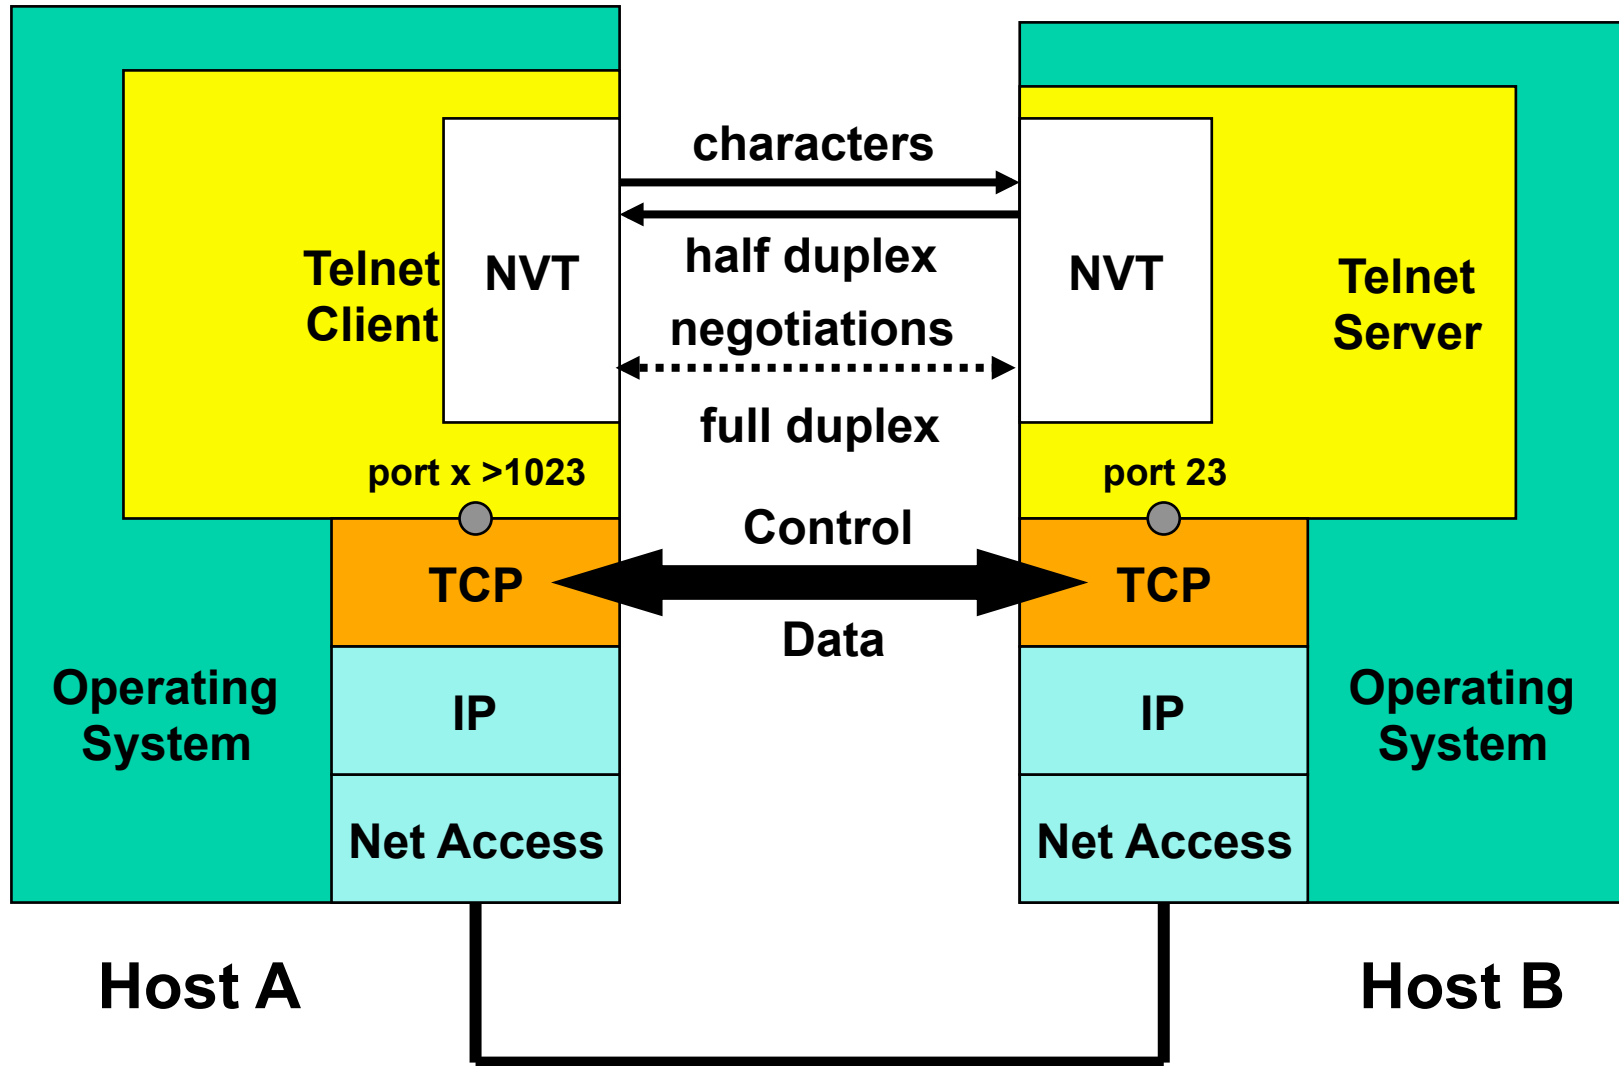 characters
half duplex
negotiations
full duplex
Telnet
Client
NVT
NVT
Telnet
Server
port x >1023
port 23
Control
TCP
TCP
Data
Operating
System
IP
IP
Operating
System
Net Access
Net Access
Host A
Host B